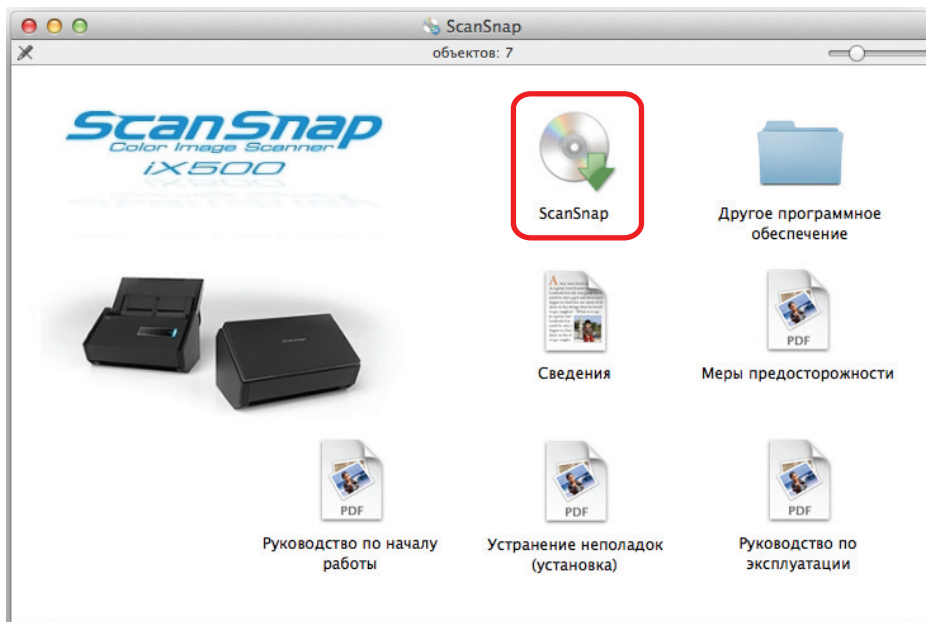 ScanSnap
объектов: 7
ScanSnap
Color Image Scanner
iX500
ScanSnap
Другое программное
обеспечение
Сведения
PDF
Меры предосторожности
PDF
Руководство по началу
работы
PDF
Устранение неполадок
(установка)
PDF
Руководство по
эксплуатации